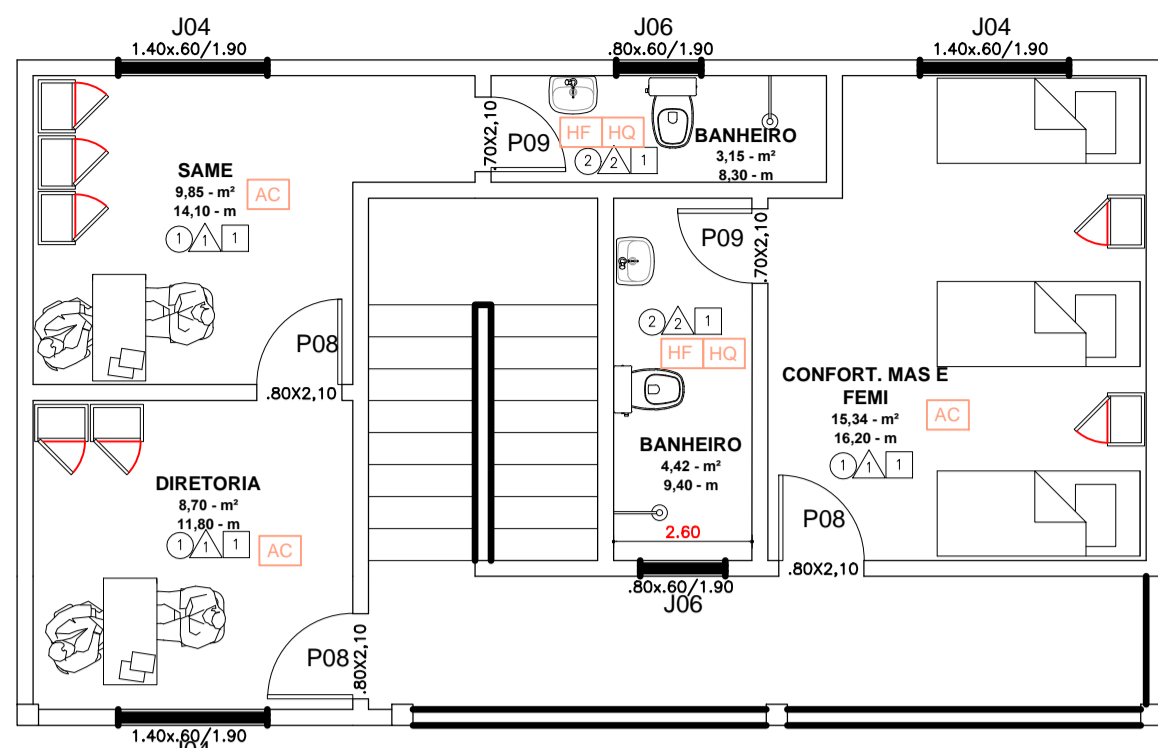 J04
1.40x.60/1.90
J06
.80x.60/1.90
J04
1.40x.60/1.90
SAME
9,85 - m²
14,10 - m
AC
1 1 1
.70X2,10
P09
HF HQ
2 2 1
BANHEIRO
3,15 - m²
8,30 - m
P08
.80X2,10
P09
.70X2,10
2 2 1
HF HQ
BANHEIRO
4,42 - m²
9,40 - m
2.60
.80x.60/1.90
J06
CONFORT. MAS E
FEMI
15,34 - m²
16,20 - m
AC
1 1 1
P08
.80X2,10
DIRETORIA
8,70 - m²
11,80 - m
1 1 1
AC
P08
.80X2,10
1.40x.60/1.90
J04